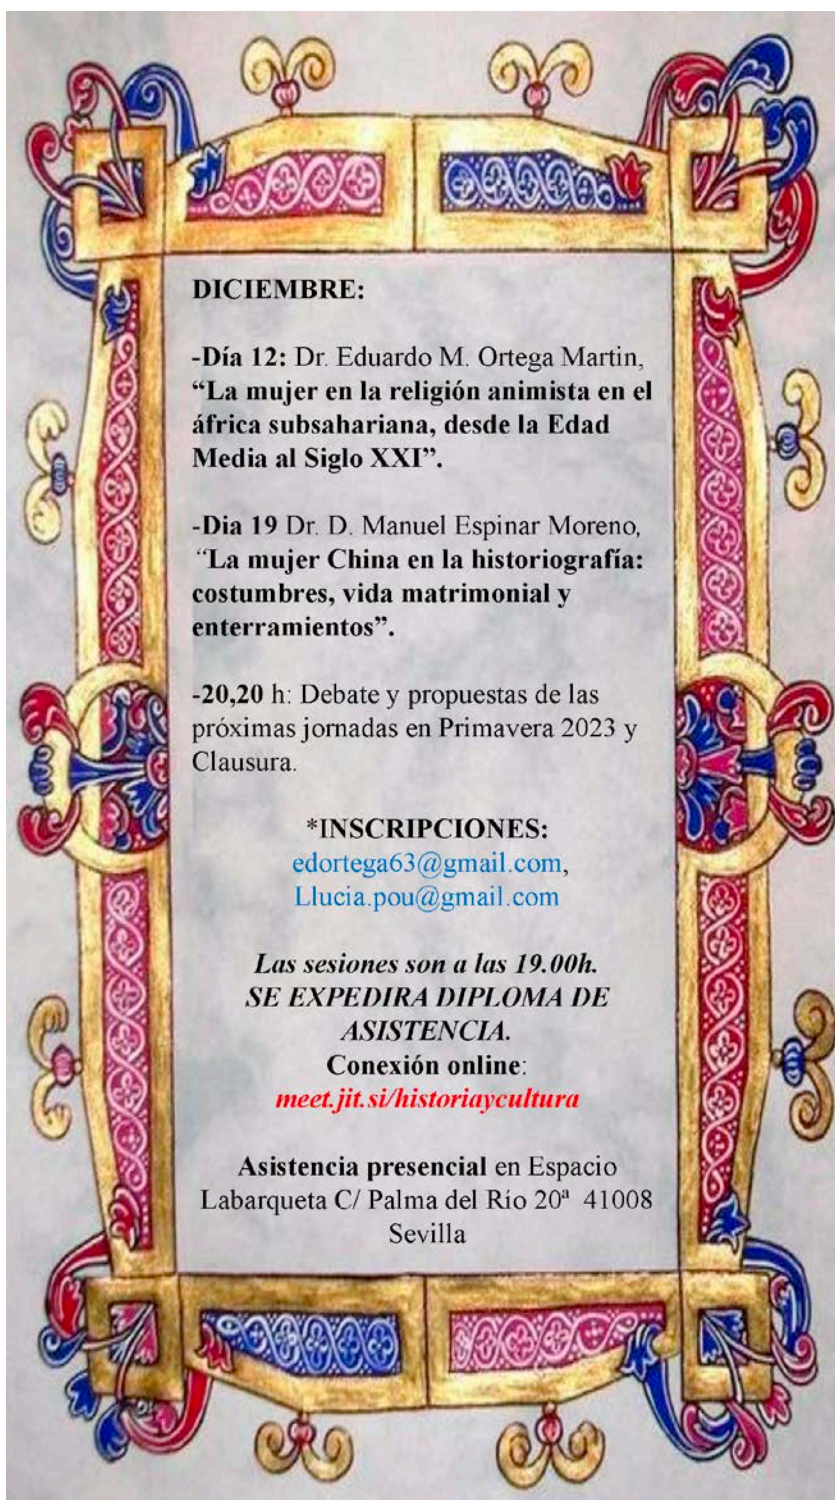 DICIEMBRE:
-Día 12: Dr. Eduardo M. Ortega Martin,
“La mujer en la religión animista en el
áfrica subsahariana, desde la Edad
Media al Siglo XXI”.
-Dia 19 Dr. D. Manuel Espinar Moreno,
“La mujer China en la historiografía:
costumbres, vida matrimonial y
enterramientos”.
-20,20 h: Debate y propuestas de las
próximas jornadas en Primavera 2023 y
Clausura.
*INSCRIPCIONES:
edortega63@gmail.com,
Llucia.pou@gmail.com
Las sesiones son a las 19.00h.
SE EXPEDIRA DIPLOMA DE
ASISTENCIA.
Conexión online:
meet.jit.si/historiaycultura
Asistencia presencial en Espacio
Labarqueta C/ Palma del Río 20ª 41008
Sevilla